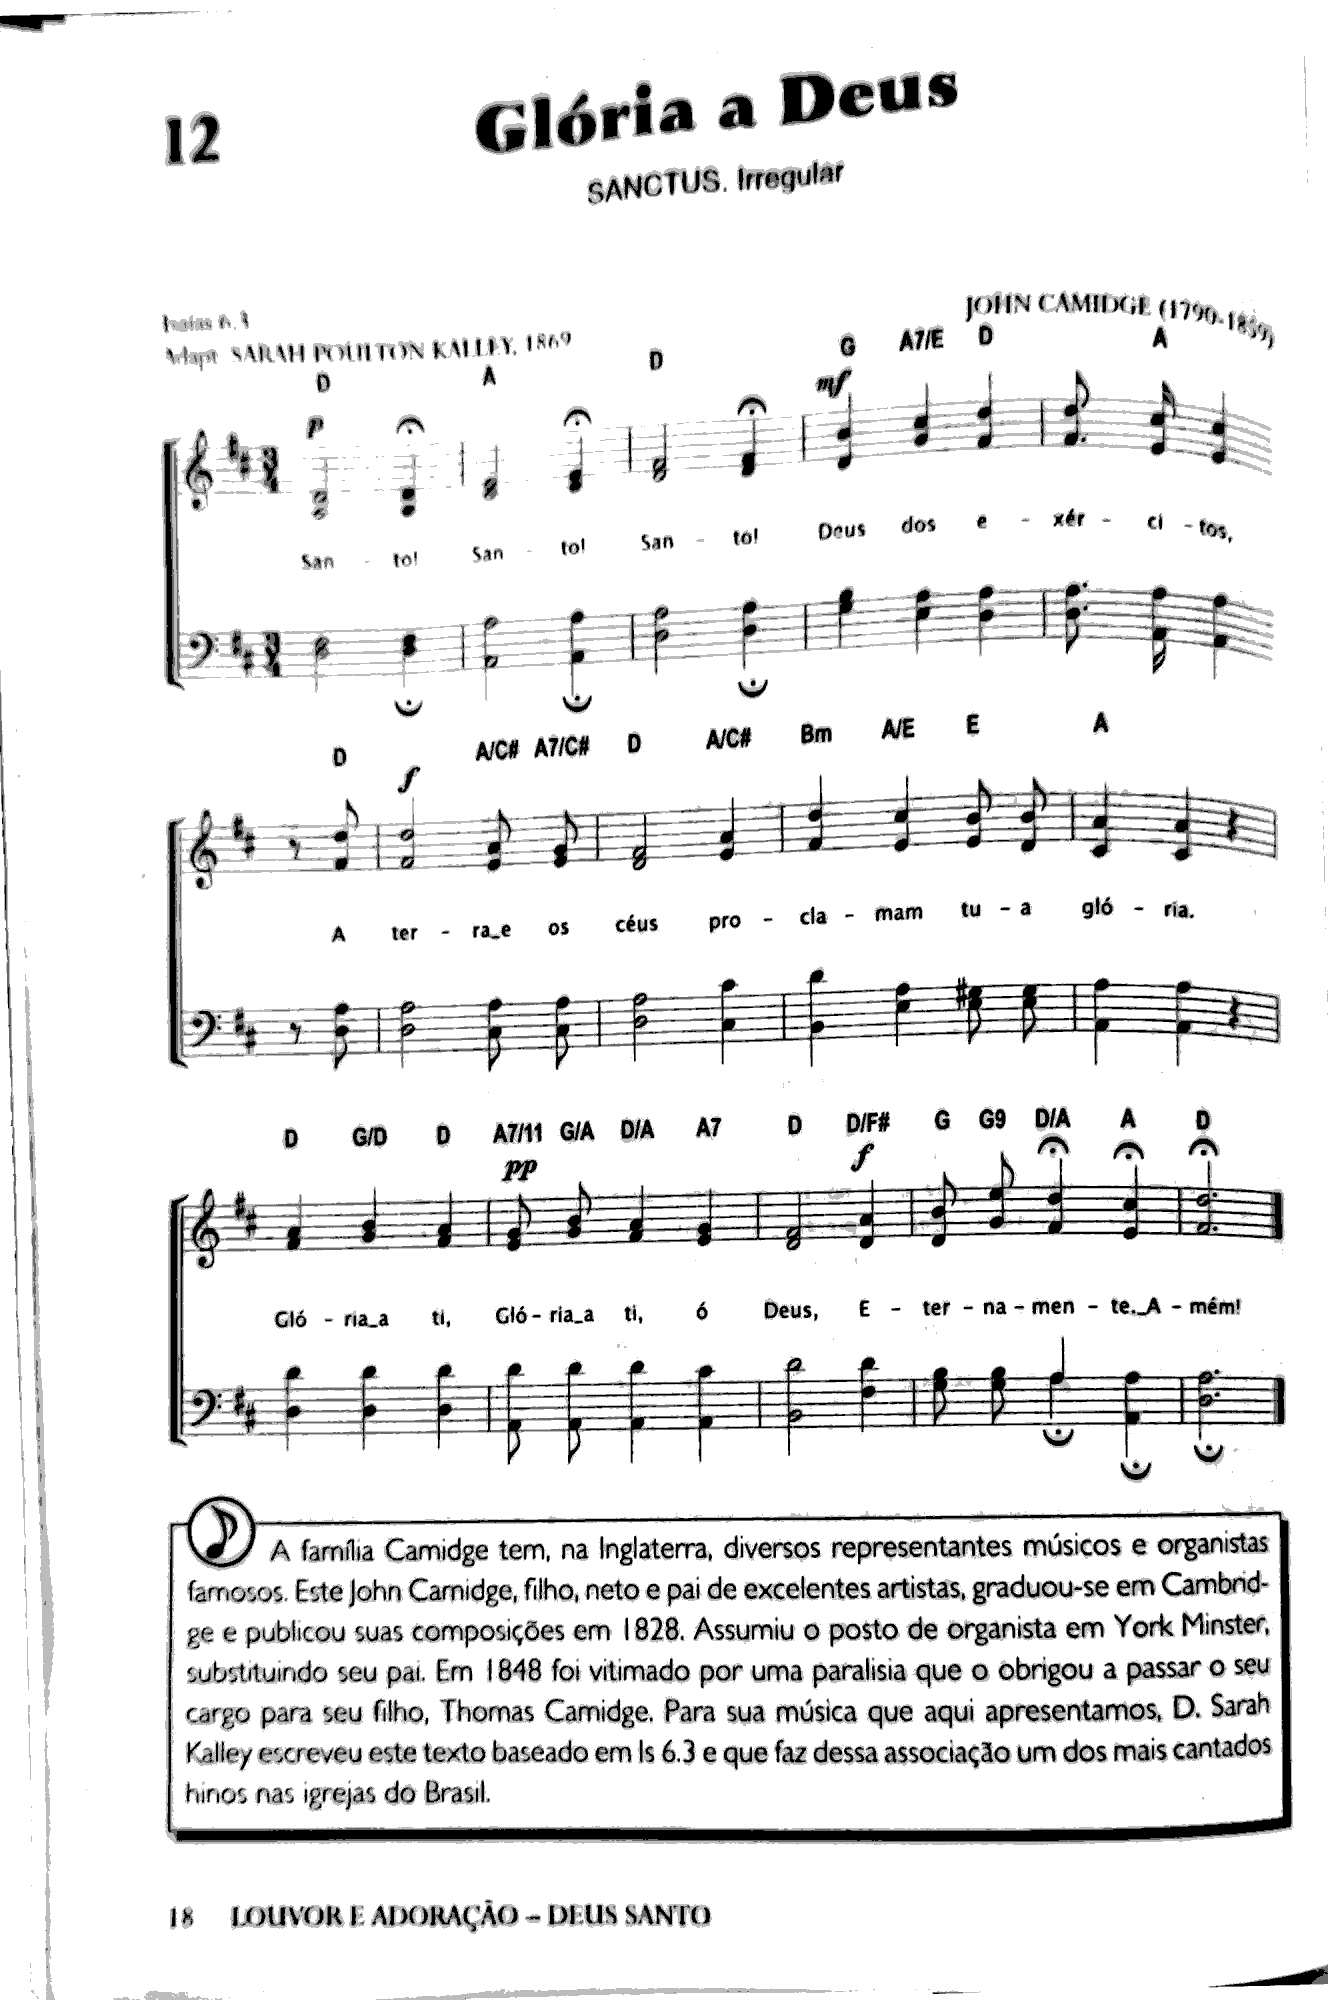 12
Glória a Deus
SANCTUS. Irregular
Isaías 6.3
JOHN CAMIDGE (1790-1859)
Adapt. SARAH POULTON KALLEY, 1869
D A D G A7/E D A
p mf
San - to! San - to! San - to! Deus dos e - xér - ci - tos,
D A/C# A7/C# D A/C# Bm A/E E A
f
A ter - ra_e os céus pro - cla - mam tu - a gló - ria.
D G/D D A7/11 G/A D/A A7 D D/F# G G9 D/A A D
pp f
Gló - ria_a ti, Gló - ria_a ti, ó Deus, E - ter - na - men - te._A - mém!
A família Camidge tem, na Inglaterra, diversos representantes músicos e organistas
famosos. Este John Camidge, filho, neto e pai de excelentes artistas, graduou-se em Cambrid-
ge e publicou suas composições em 1828. Assumiu o posto de organista em York Minster,
substituindo seu pai. Em 1848 foi vitimado por uma paralisia que o obrigou a passar o seu
cargo para seu filho, Thomas Camidge. Para sua música que aqui apresentamos, D. Sarah
Kalley escreveu este texto baseado em Is 6.3 e que faz dessa associação um dos mais cantados
hinos nas igrejas do Brasil.
18 LOUVOR E ADORAÇÃO – DEUS SANTO